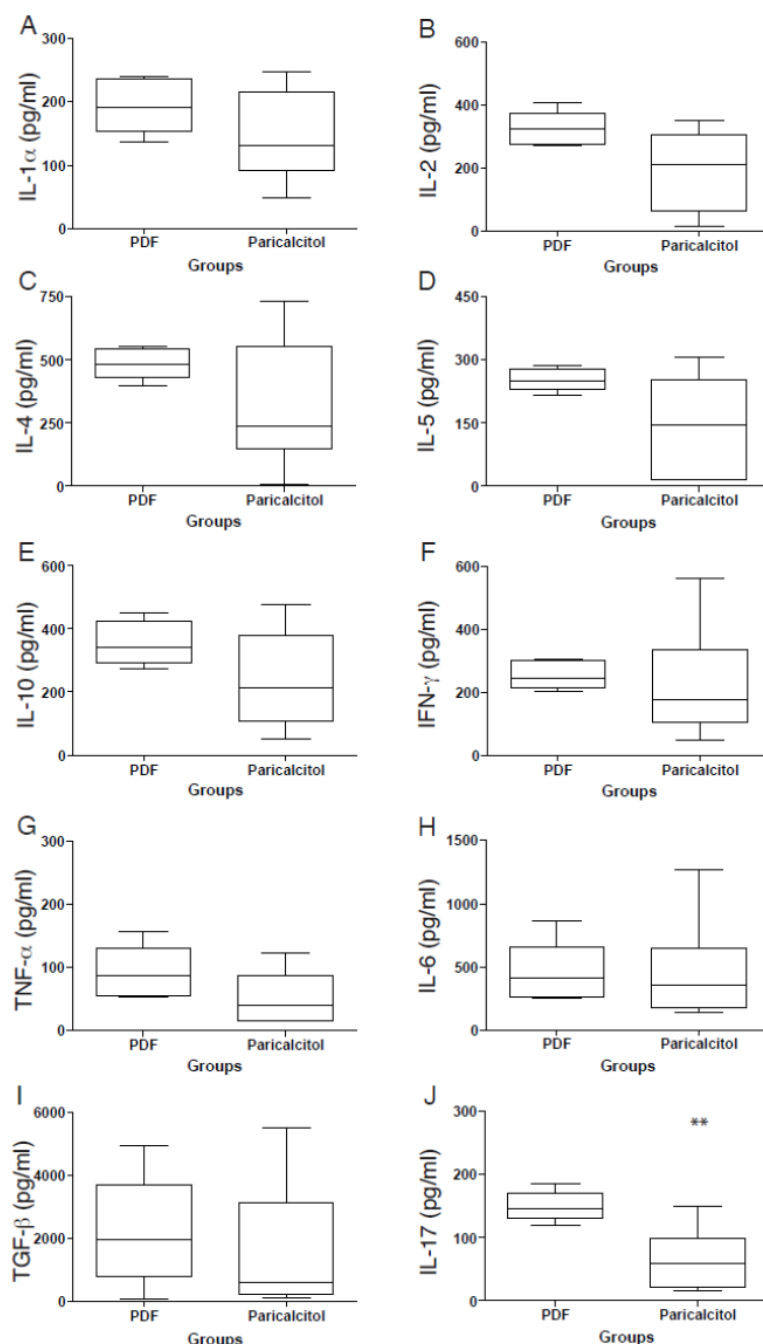 A
IL-1α (pg/ml)
300
200
100
0
PDF Paricalcitol
Groups
B
IL-2 (pg/ml)
600
400
200
0
PDF Paricalcitol
Groups
C
IL-4 (pg/ml)
750
500
250
0
PDF Paricalcitol
Groups
D
IL-5 (pg/ml)
450
300
150
0
PDF Paricalcitol
Groups
E
IL-10 (pg/ml)
600
400
200
0
PDF Paricalcitol
Groups
F
IFN-γ (pg/ml)
600
400
200
0
PDF Paricalcitol
Groups
G
TNF-α (pg/ml)
300
200
100
0
PDF Paricalcitol
Groups
H
IL-6 (pg/ml)
1500
1000
500
0
PDF Paricalcitol
Groups
I
TGF-β (pg/ml)
6000
4000
2000
0
PDF Paricalcitol
Groups
J
IL-17 (pg/ml)
300
200
100
0
**
PDF Paricalcitol
Groups